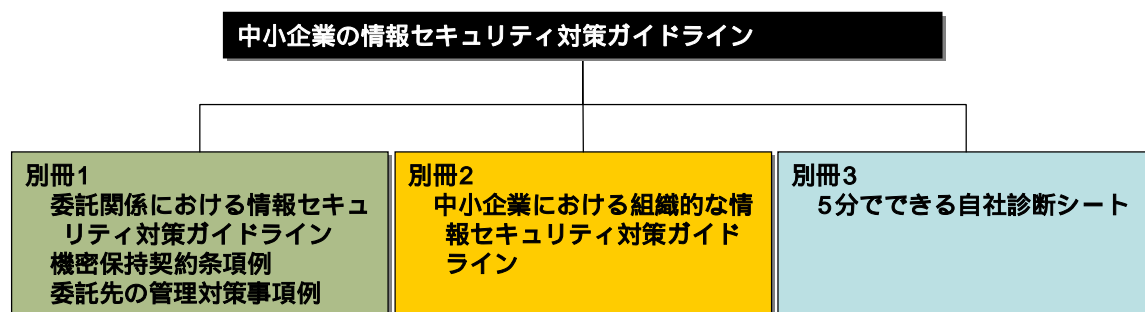 中小企業の情報セキュリティ対策ガイドライン
別冊1
委託関係における情報セキュ
リティ対策ガイドライン
機密保持契約条項例
委託先の管理対策事項例
別冊2
中小企業における組織的な情
報セキュリティ対策ガイド
ライン
別冊3
5分でできる自社診断シート